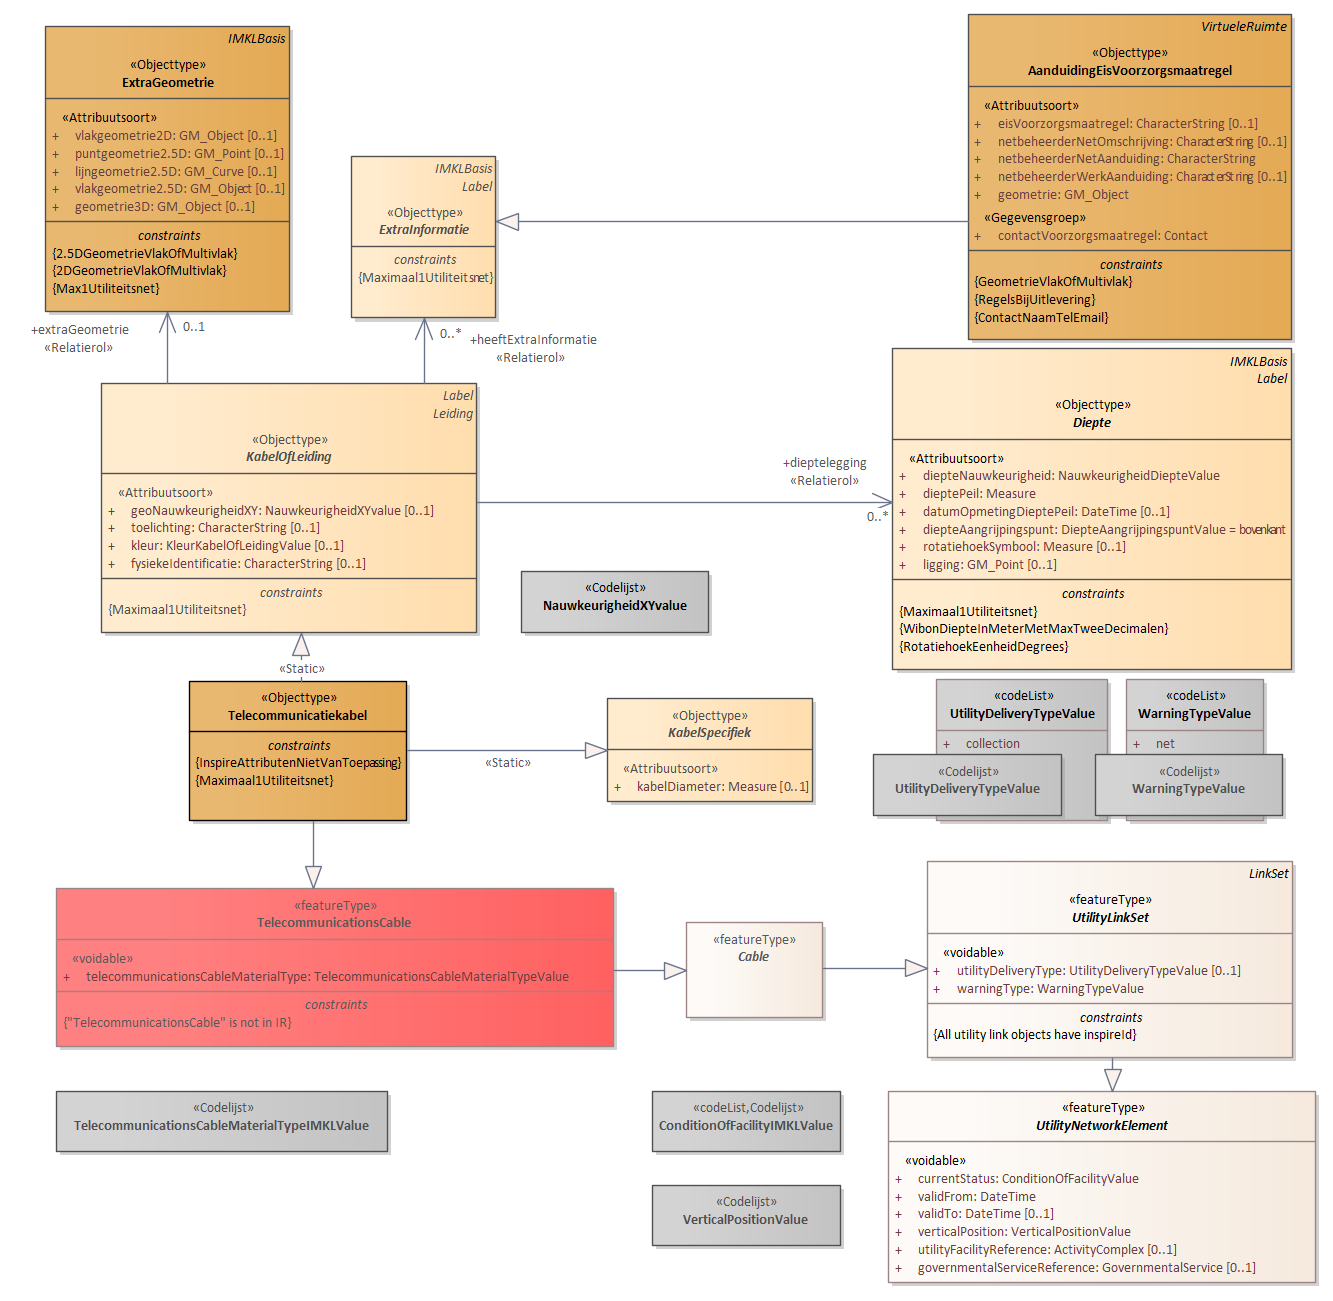 IMKLBasis
«Objecttype»
ExtraGeometrie
«Attribuutsoort»
+ vlakgeometrie2D: GM_Object [0..1]
+ puntgeometrie2.5D: GM_Point [0..1]
+ lijngeometrie2.5D: GM_Curve [0..1]
+ vlakgeometrie2.5D: GM_Object [0..1]
+ geometrie3D: GM_Object [0..1]
constraints
{2.5DGeometrieVlakOfMultivlak}
{2DGeometrieVlakOfMultivlak}
{Max1Utiliteitsnet}
VirtueleRuimte
«Objecttype»
AanduidingEisVoorzorgsmaatregel
«Attribuutsoort»
+ eisVoorzorgsmaatregel: CharacterString [0..1]
+ netbeheerderNetOmschrijving: CharacterString [0..1]
+ netbeheerderNetAanduiding: CharacterString
+ netbeheerderWerkAanduiding: CharacterString [0..1]
+ geometrie: GM_Object
«Gegevensgroep»
+ contactVoorzorgsmaatregel: Contact
constraints
{GeometrieVlakOfMultivlak}
{RegelsBijUitlevering}
{ContactNaamTelEmail}
IMKLBasis
Label
«Objecttype»
ExtraInformatie
constraints
{Maximaal1Utiliteitsnet}
+extraGeometrie
«Relatierol»
0..1
0..*
+heeftExtraInformatie
«Relatierol»
Label
Leiding
«Objecttype»
KabelOfLeiding
«Attribuutsoort»
+ geoNauwkeurigheidXY: NauwkeurigheidXYvalue [0..1]
+ toelichting: CharacterString [0..1]
+ kleur: KleurKabelOfLeidingValue [0..1]
+ fysiekeIdentificatie: CharacterString [0..1]
constraints
{Maximaal1Utiliteitsnet}
+dieptelegging
«Relatierol»
0..*
IMKLBasis
Label
«Objecttype»
Diepte
«Attribuutsoort»
+ diepteNauwkeurigheid: NauwkeurigheidDiepteValue
+ dieptePeil: Measure
+ datumOpmetingDieptePeil: DateTime [0..1]
+ diepteAangrijpingspunt: DiepteAangrijpingspuntValue = bovenkant
+ rotatiehoekSymbool: Measure [0..1]
+ ligging: GM_Point [0..1]
constraints
{Maximaal1Utiliteitsnet}
{WibonDiepteInMeterMetMaxTweeDecimalen}
{RotatiehoekEenheidDegrees}
«Codelijst»
NauwkeurigheidXYvalue
«Static»
«Objecttype»
Telecommunicatiekabel
constraints
{InspireAttributenNietVanToepassing}
{Maximaal1Utiliteitsnet}
«Static»
«Objecttype»
KabelSpecifiek
«Attribuutsoort»
+ kabelDiameter: Measure [0..1]
«codeList»
UtilityDeliveryTypeValue
+ collection
«Codelijst»
UtilityDeliveryTypeValue
«codeList»
WarningTypeValue
+ net
«Codelijst»
WarningTypeValue
«featureType»
TelecommunicationsCable
«voidable»
+ telecommunicationsCableMaterialType: TelecommunicationsCableMaterialTypeValue
constraints
{"TelecommunicationsCable" is not in IR}
«featureType»
Cable
LinkSet
«featureType»
UtilityLinkSet
«voidable»
+ utilityDeliveryType: UtilityDeliveryTypeValue [0..1]
+ warningType: WarningTypeValue
constraints
{All utility link objects have inspireId}
«Codelijst»
TelecommunicationsCableMaterialTypeIMKLValue
«codeList,Codelijst»
ConditionOfFacilityIMKLValue
«Codelijst»
VerticalPositionValue
«featureType»
UtilityNetworkElement
«voidable»
+ currentStatus: ConditionOfFacilityValue
+ validFrom: DateTime
+ validTo: DateTime [0..1]
+ verticalPosition: VerticalPositionValue
+ utilityFacilityReference: ActivityComplex [0..1]
+ governmentalServiceReference: GovernmentalService [0..1]